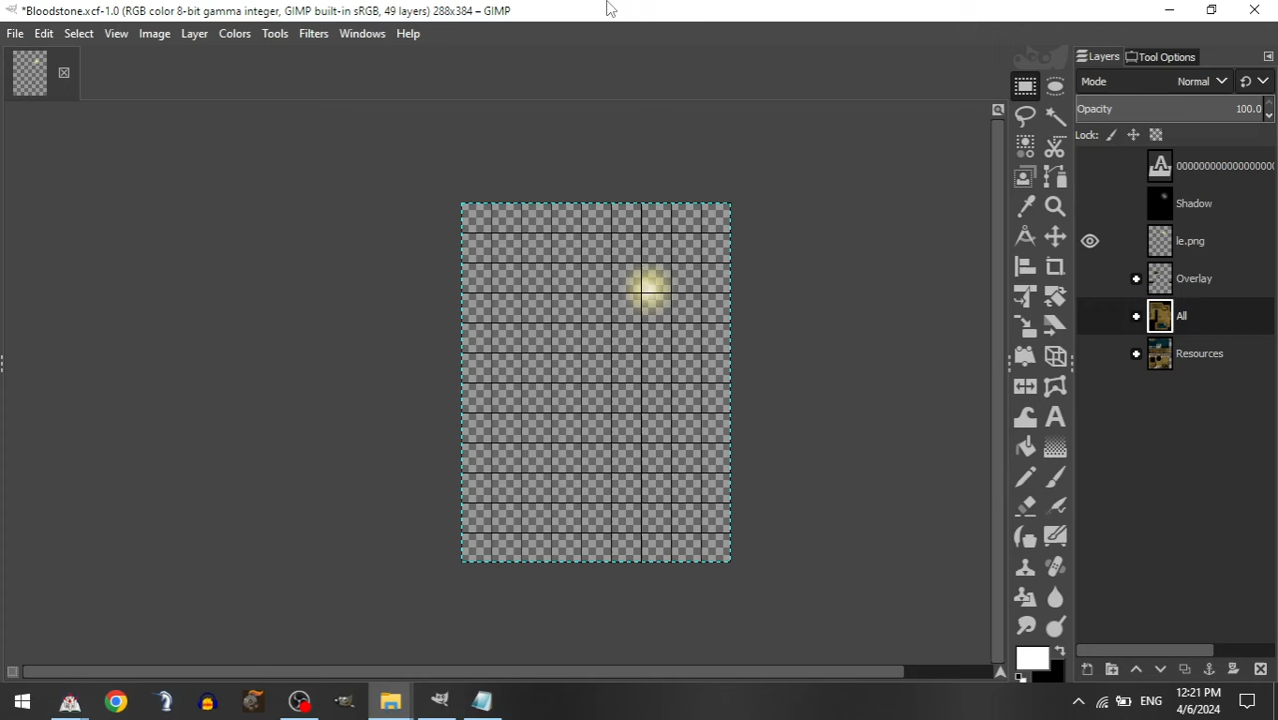 *Bloodstone.xcf-1.0 (RGB color 8-bit gamma integer, GIMP built-in sRGB, 49 layers) 288x384 – GIMP
File Edit Select View Image Layer Colors Tools Filters Windows Help
Layers Tool Options
Mode Normal
Opacity 100.0
Lock:
A 0000000000000000
Shadow
le.png
Overlay
All
Resources
A
ENG
12:21 PM
4/6/2024